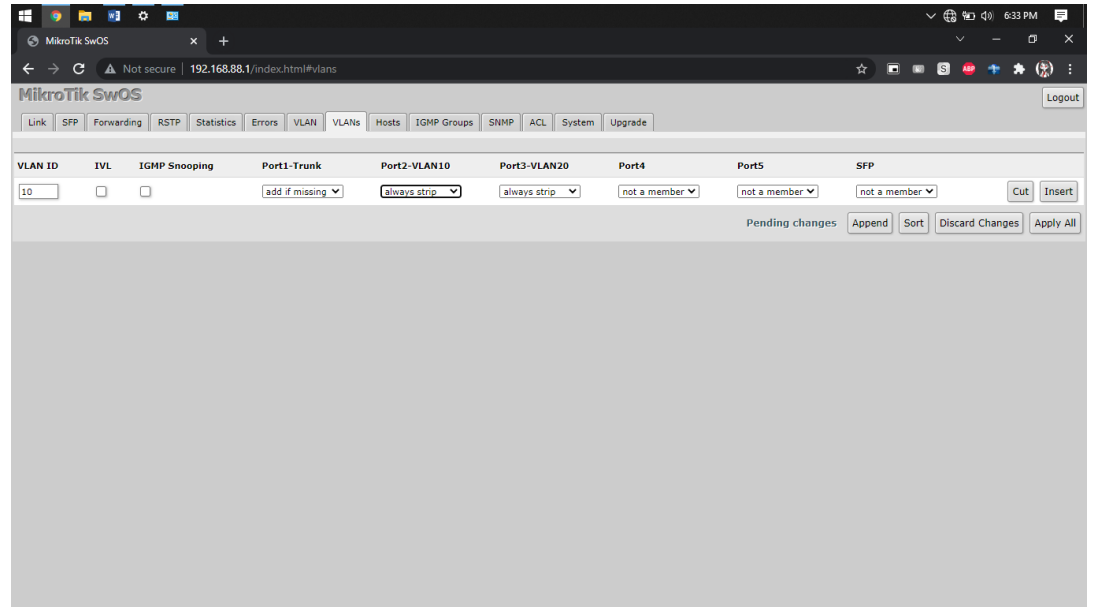 6:33 PM
MikroTik SwOS
Not secure | 192.168.88.1/index.html#vlans
MikroTik SwOS Logout
Link SFP Forwarding RSTP Statistics Errors VLAN VLANs Hosts IGMP Groups SNMP ACL System Upgrade
VLAN ID IVL IGMP Snooping Port1-Trunk Port2-VLAN10 Port3-VLAN20 Port4 Port5 SFP
10 add if missing always strip always strip not a member not a member not a member Cut Insert
Pending changes Append Sort Discard Changes Apply All